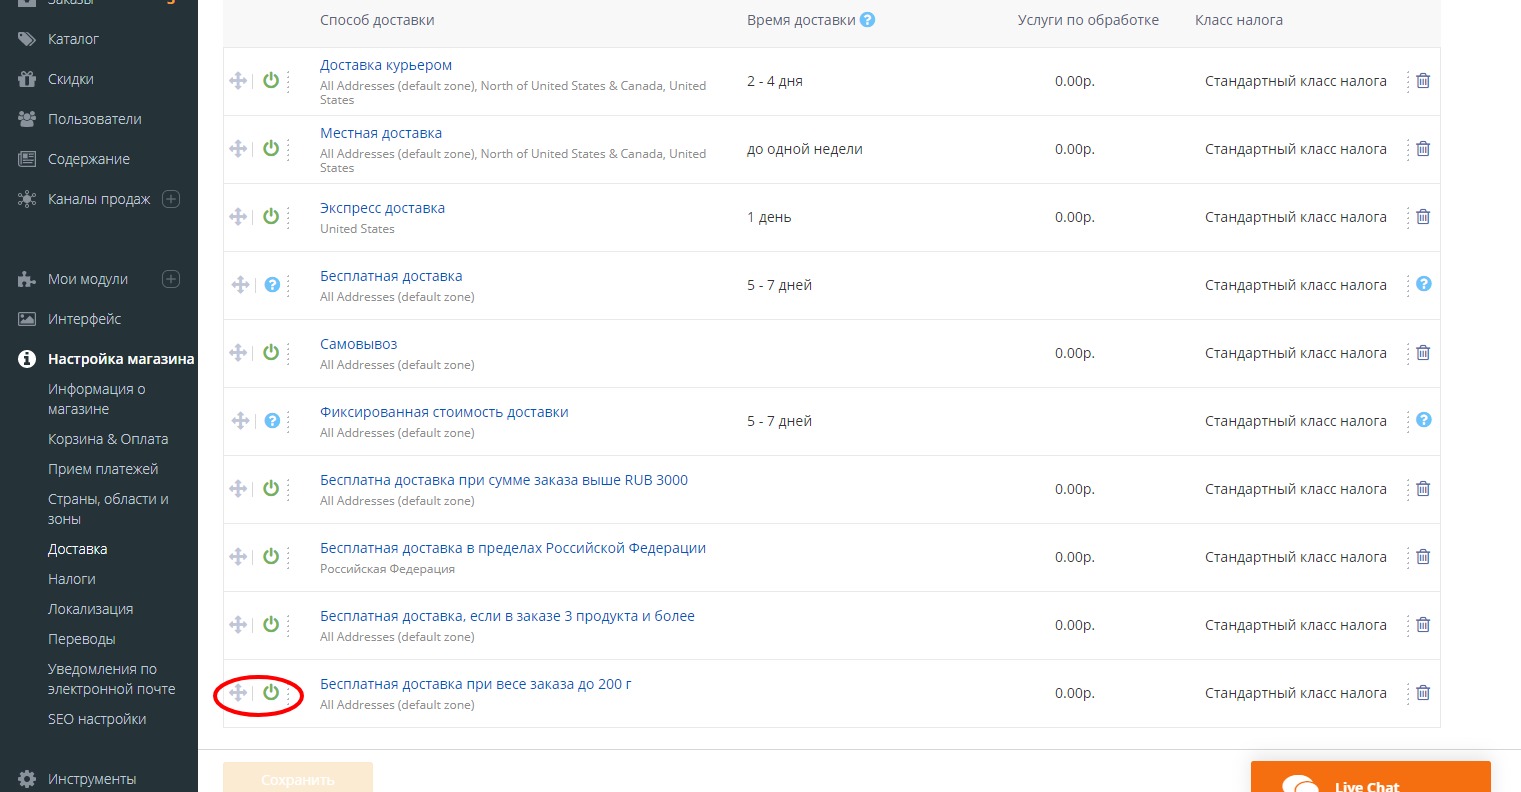 Заказы
3
Каталог
Скидки
Пользователи
Содержание
Каналы продаж
Мои модули
Интерфейс
Настройка магазина
Информация о
магазине
Корзина & Оплата
Прием платежей
Страны, области и
зоны
Доставка
Налоги
Локализация
Переводы
Уведомления по
электронной почте
SEO настройки
Инструменты
Способ доставки Время доставки ? Услуги по обработке Класс налога
Доставка курьером
All Addresses (default zone), North of United States & Canada, United
States
2 - 4 дня 0.00р. Стандартный класс налога
Местная доставка
All Addresses (default zone), North of United States & Canada, United
States
до одной недели 0.00р. Стандартный класс налога
Экспресс доставка
United States
1 день 0.00р. Стандартный класс налога
? Бесплатная доставка
All Addresses (default zone)
5 - 7 дней Стандартный класс налога ?
Самовывоз
All Addresses (default zone)
0.00р. Стандартный класс налога
? Фиксированная стоимость доставки
All Addresses (default zone)
5 - 7 дней Стандартный класс налога ?
Бесплатна доставка при сумме заказа выше RUB 3000
All Addresses (default zone)
0.00р. Стандартный класс налога
Бесплатная доставка в пределах Российской Федерации
Российская Федерация
0.00р. Стандартный класс налога
Бесплатная доставка, если в заказе 3 продукта и более
All Addresses (default zone)
0.00р. Стандартный класс налога
Бесплатная доставка при весе заказа до 200 г
All Addresses (default zone)
0.00р. Стандартный класс налога
Сохранить
Live Chat